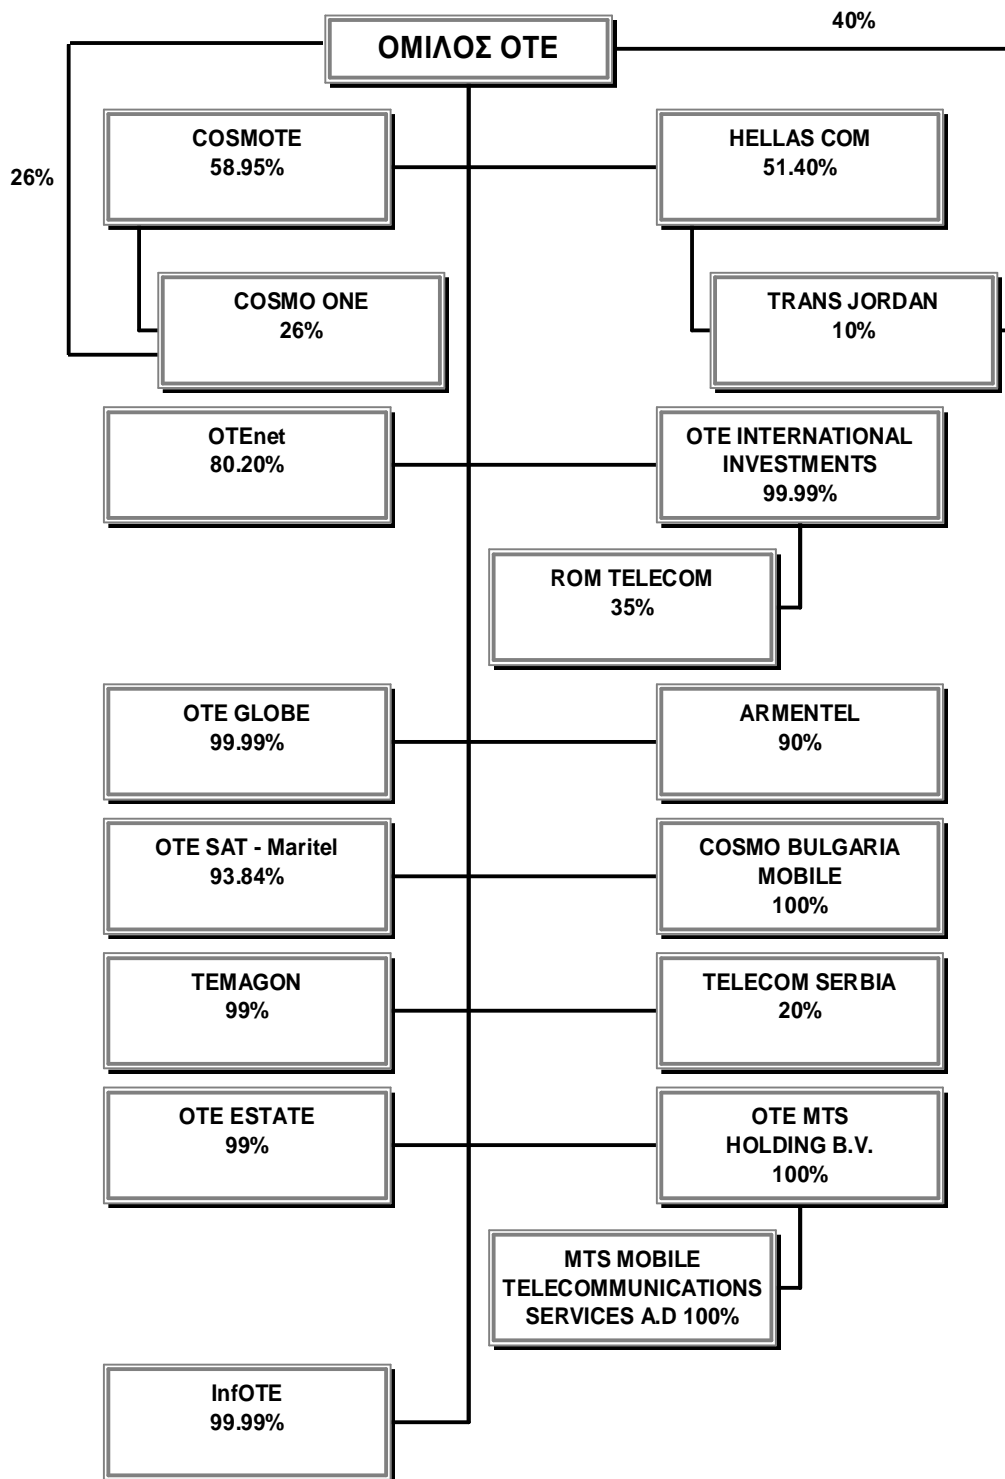 40%
ΟΜΙΛΟΣ ΟΤΕ
COSMOTE
58.95%
HELLAS COM
51.40%
26%
COSMO ONE
26%
TRANS JORDAN
10%
OTEnet
80.20%
OTE INTERNATIONAL
INVESTMENTS
99.99%
ROM TELECOM
35%
OTE GLOBE
99.99%
ARMENTEL
90%
OTE SAT - Maritel
93.84%
COSMO BULGARIA
MOBILE
100%
TEMAGON
99%
TELECOM SERBIA
20%
OTE ESTATE
99%
OTE MTS
HOLDING B.V.
100%
MTS MOBILE
TELECOMMUNICATIONS
SERVICES A.D 100%
InfOTE
99.99%